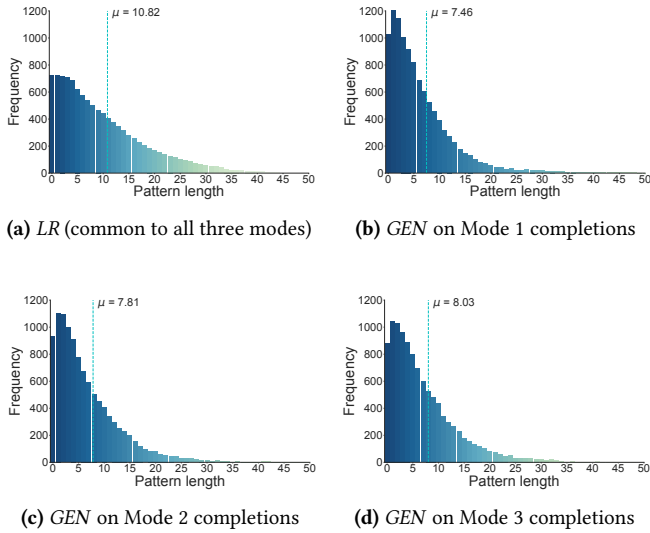 μ = 10.82
1200
1000
800
600
400
200
0
Frequency
0 5 10 15 20 25 30 35 40 45 50
Pattern length
(a) LR (common to all three modes)
μ = 7.46
1200
1000
800
600
400
200
0
Frequency
0 5 10 15 20 25 30 35 40 45 50
Pattern length
(b) GEN on Mode 1 completions
μ = 7.81
1200
1000
800
600
400
200
0
Frequency
0 5 10 15 20 25 30 35 40 45 50
Pattern length
(c) GEN on Mode 2 completions
μ = 8.03
1200
1000
800
600
400
200
0
Frequency
0 5 10 15 20 25 30 35 40 45 50
Pattern length
(d) GEN on Mode 3 completions